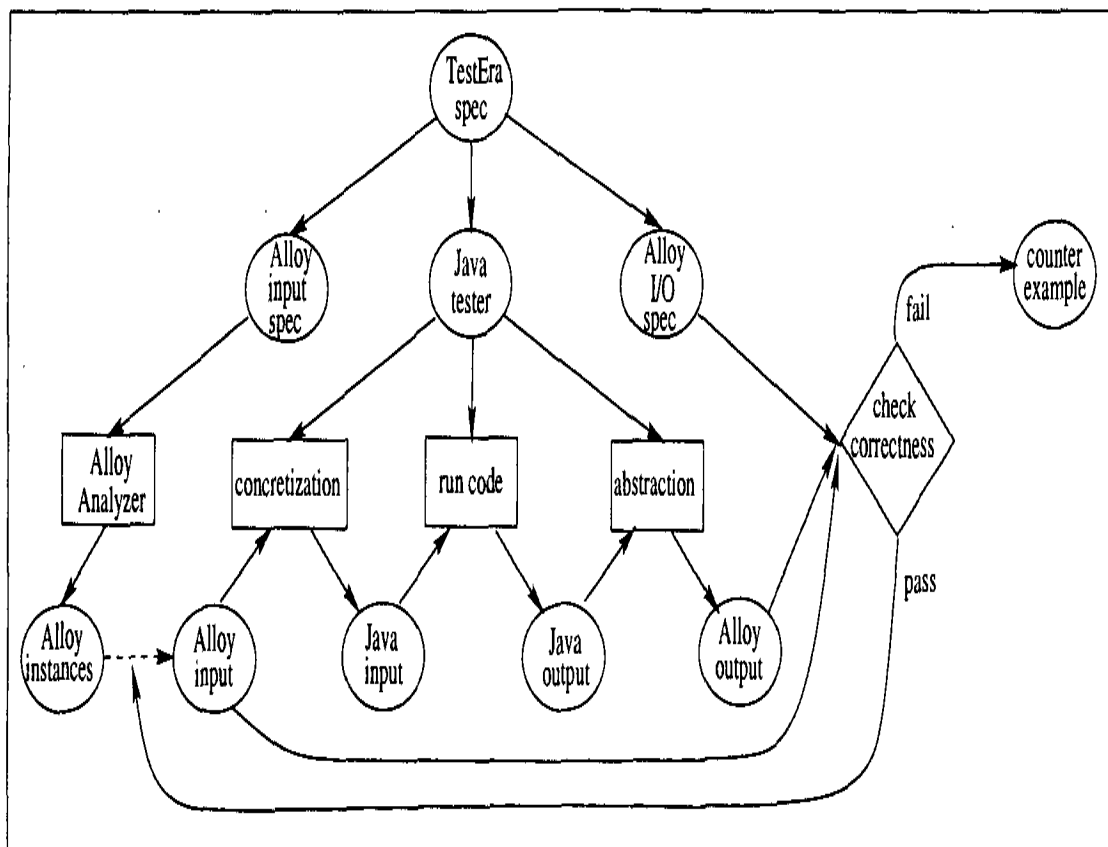 TestEra
spec
Alloy
input
spec
Java
tester
Alloy
I/O
spec
counter
example
fail
check
correctness
Alloy
Analyzer
concretization
run code
abstraction
pass
Alloy
instances
Alloy
input
Java
input
Java
output
Alloy
output